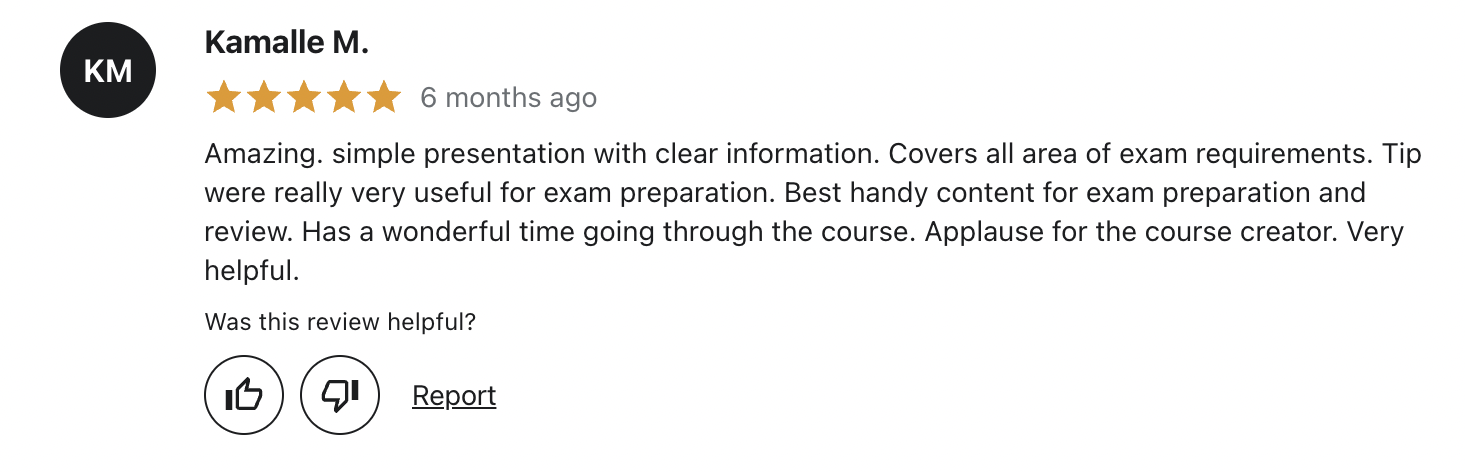 KM
Kamalle M.
6 months ago
Amazing. simple presentation with clear information. Covers all area of exam requirements. Tip
were really very useful for exam preparation. Best handy content for exam preparation and
review. Has a wonderful time going through the course. Applause for the course creator. Very
helpful.
Was this review helpful?
Report